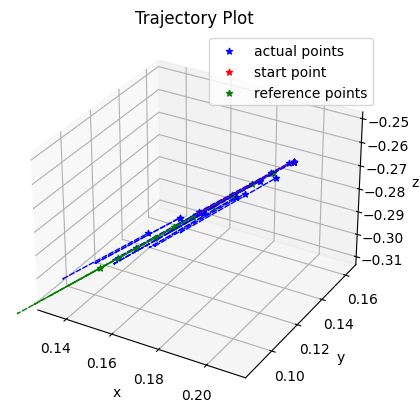 Trajectory Plot
actual points
start point
reference points
−0.25
−0.26
−0.27
−0.28
−0.29
−0.30
−0.31
z
0.16
0.14
0.12
0.10
y
0.14
0.16
0.18
0.20
x